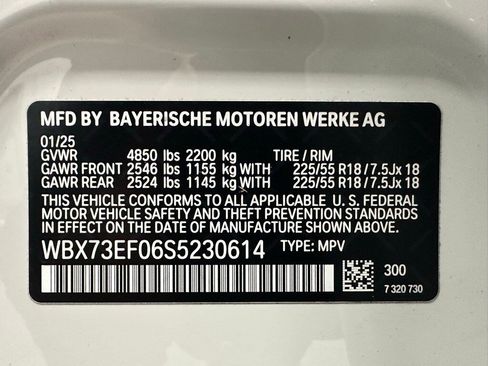 MFD BY BAYERISCHE MOTOREN WERKE AG
01/25
GVWR 4850 lbs 2200 kg TIRE / RIM
GAWR FRONT 2546 lbs 1155 kg WITH 225/55 R18 / 7.5Jx 18
GAWR REAR 2524 lbs 1145 kg WITH 225/55 R18 / 7.5Jx 18
THIS VEHICLE CONFORMS TO ALL APPLICABLE U. S. FEDERAL
MOTOR VEHICLE SAFETY AND THEFT PREVENTION STANDARDS
IN EFFECT ON THE DATE OF MANUFACTURE SHOWN ABOVE.
WBX73EF06S5230614 TYPE: MPV
300
7 320 730